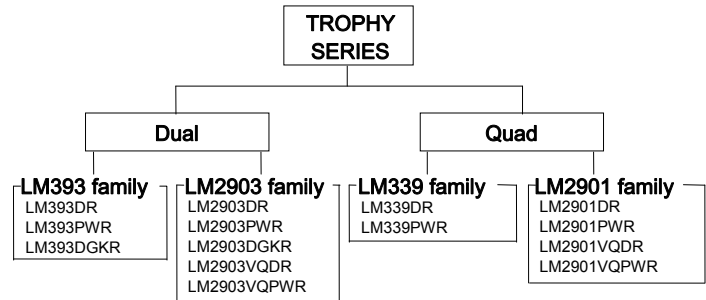 TROPHY
SERIES
Dual
Quad
LM393 family
LM393DR
LM393PWR
LM393DGKR
LM2903 family
LM2903DR
LM2903PWR
LM2903DGKR
LM2903VQDR
LM2903VQPWR
LM339 family
LM339DR
LM339PWR
LM2901 family
LM2901DR
LM2901PWR
LM2901VQDR
LM2901VQPWR